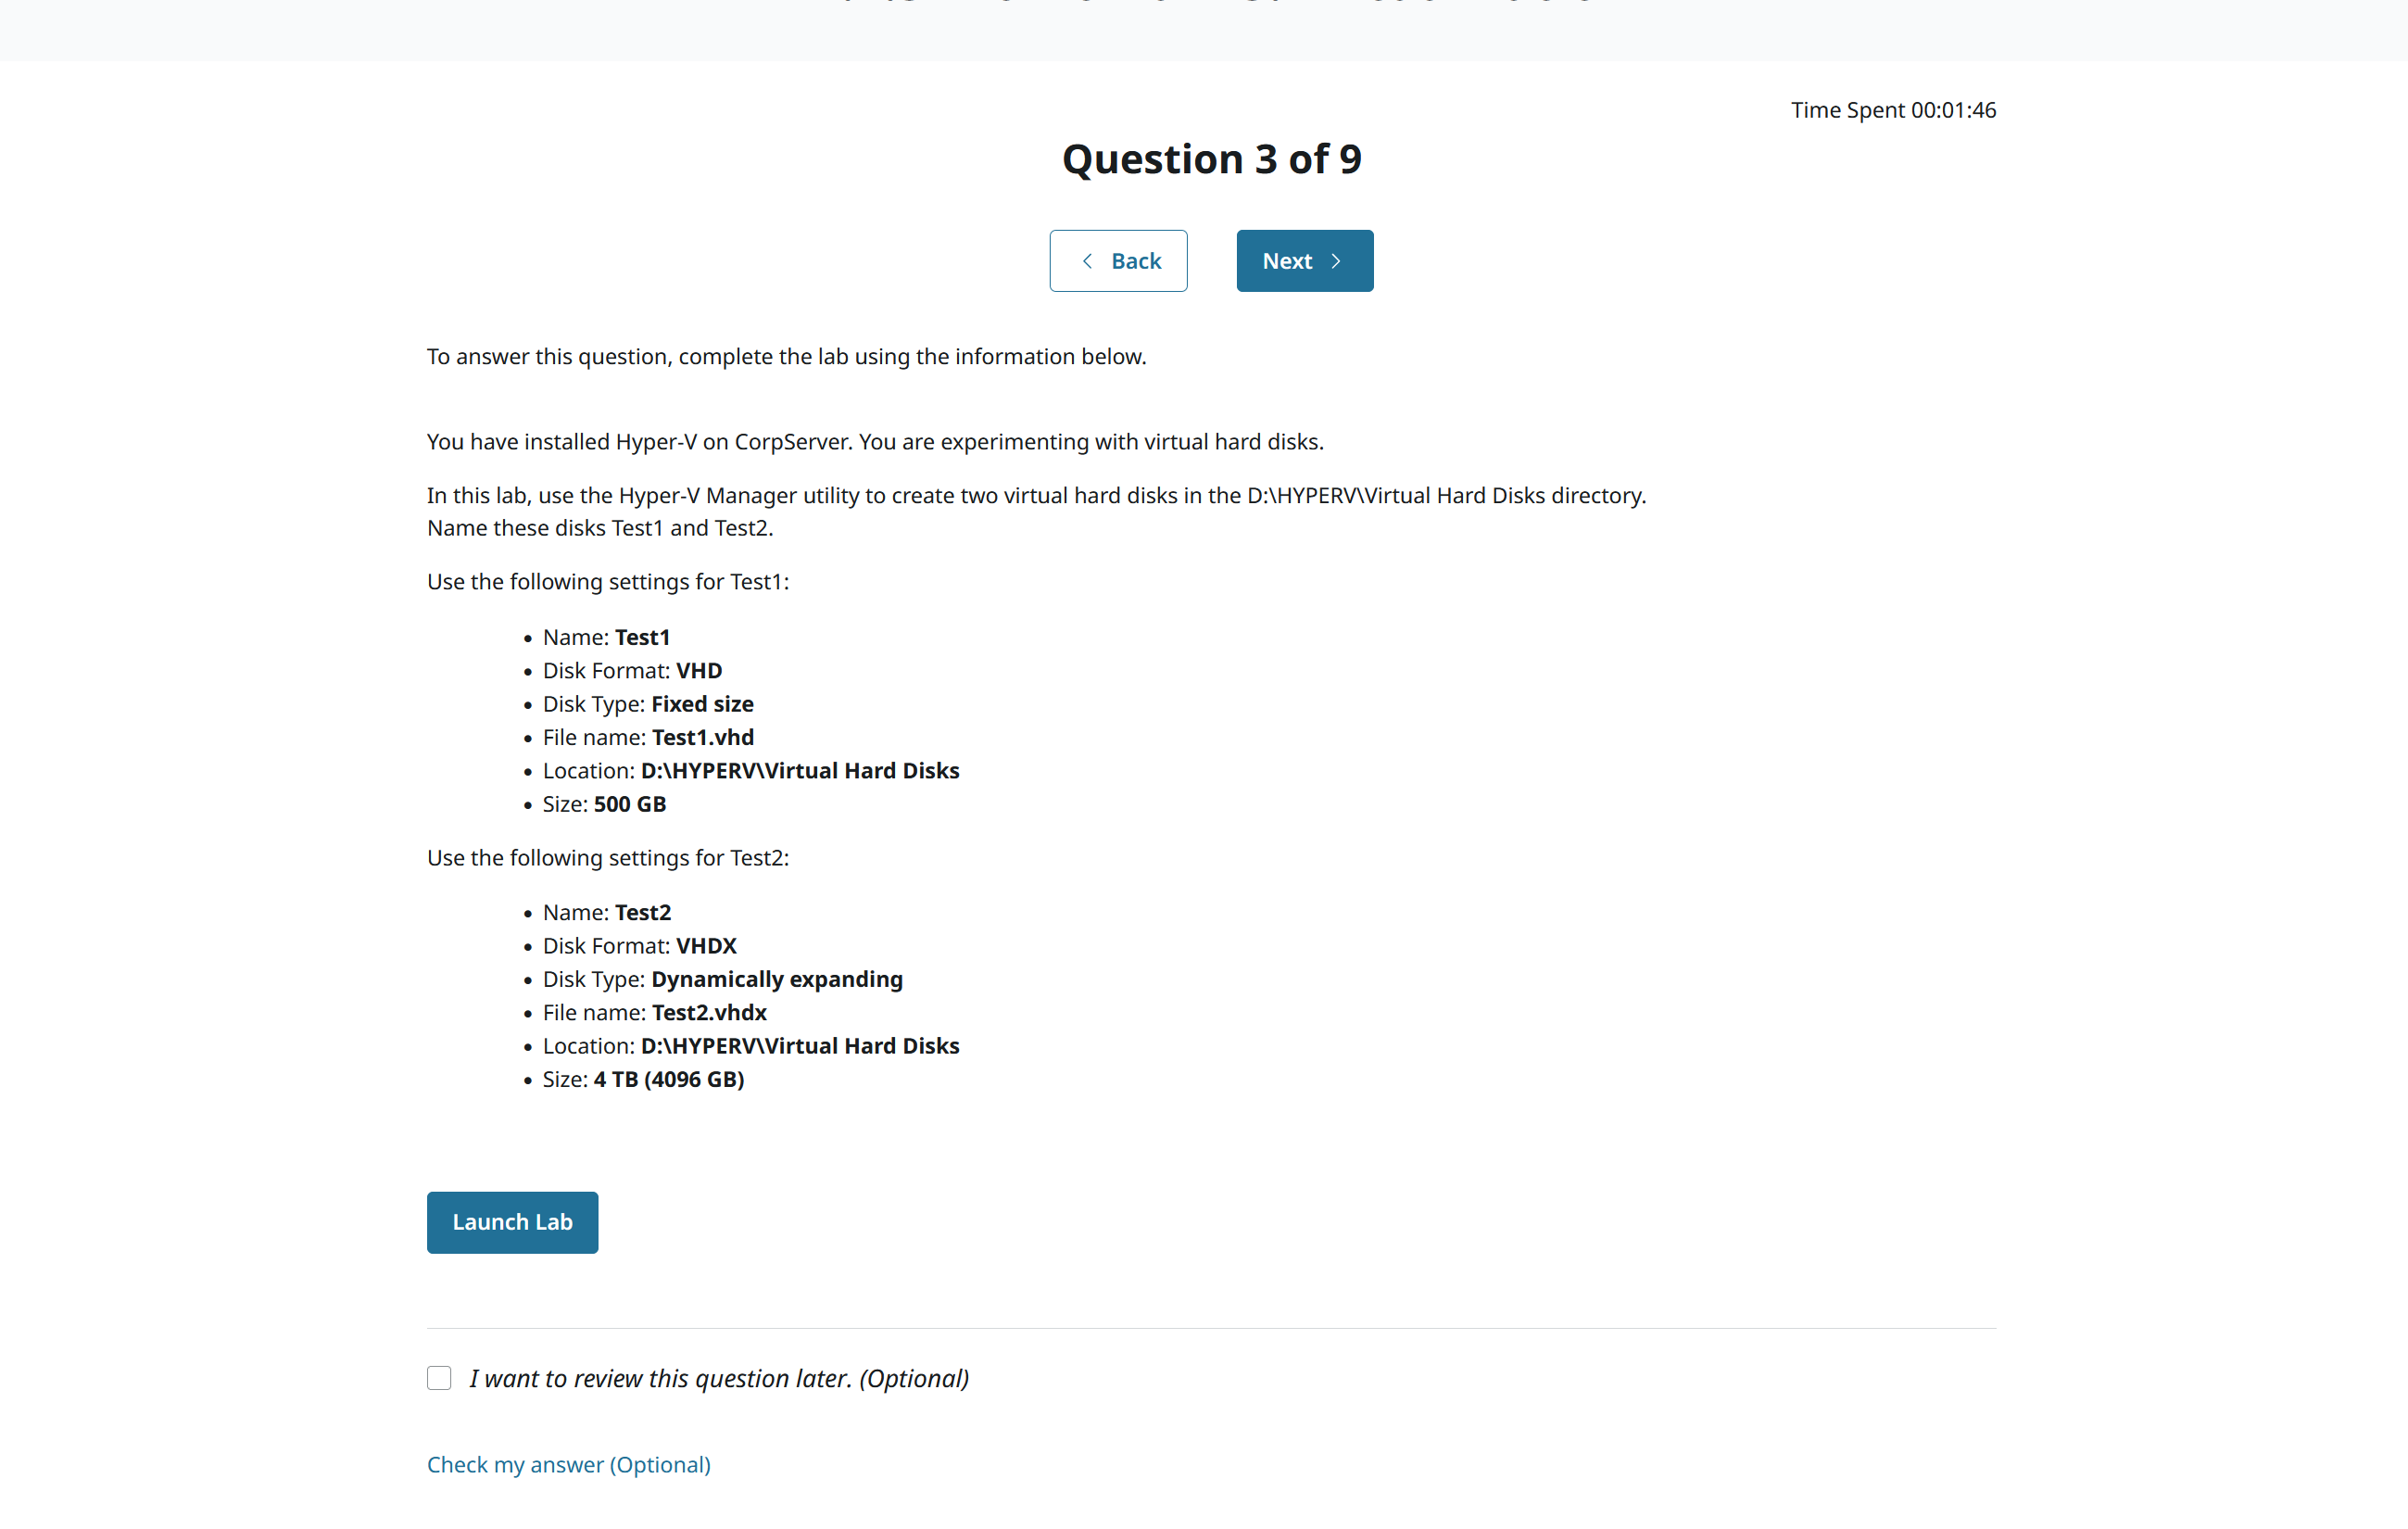 Time Spent 00:01:46
Question 3 of 9
Back
Next
To answer this question, complete the lab using the information below.
You have installed Hyper-V on CorpServer. You are experimenting with virtual hard disks.
In this lab, use the Hyper-V Manager utility to create two virtual hard disks in the D:\HYPERV\Virtual Hard Disks directory.
Name these disks Test1 and Test2.
Use the following settings for Test1:
• Name: Test1
• Disk Format: VHD
• Disk Type: Fixed size
• File name: Test1.vhd
• Location: D:\HYPERV\Virtual Hard Disks
• Size: 500 GB
Use the following settings for Test2:
• Name: Test2
• Disk Format: VHDX
• Disk Type: Dynamically expanding
• File name: Test2.vhdx
• Location: D:\HYPERV\Virtual Hard Disks
• Size: 4 TB (4096 GB)
Launch Lab
I want to review this question later. (Optional)
Check my answer (Optional)